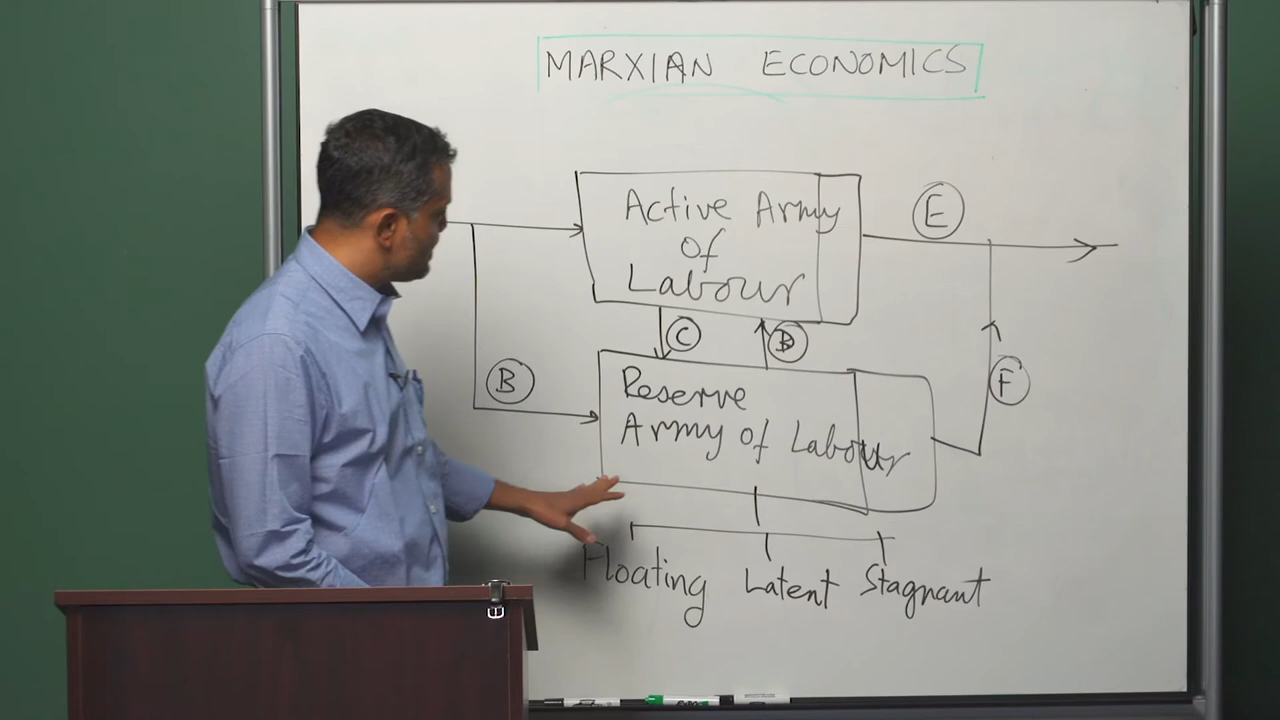 MARXIAN ECONOMICS
Active Army
of
Labour
E
C
D
B
Reserve
Army of Labour
F
Floating Latent Stagnant